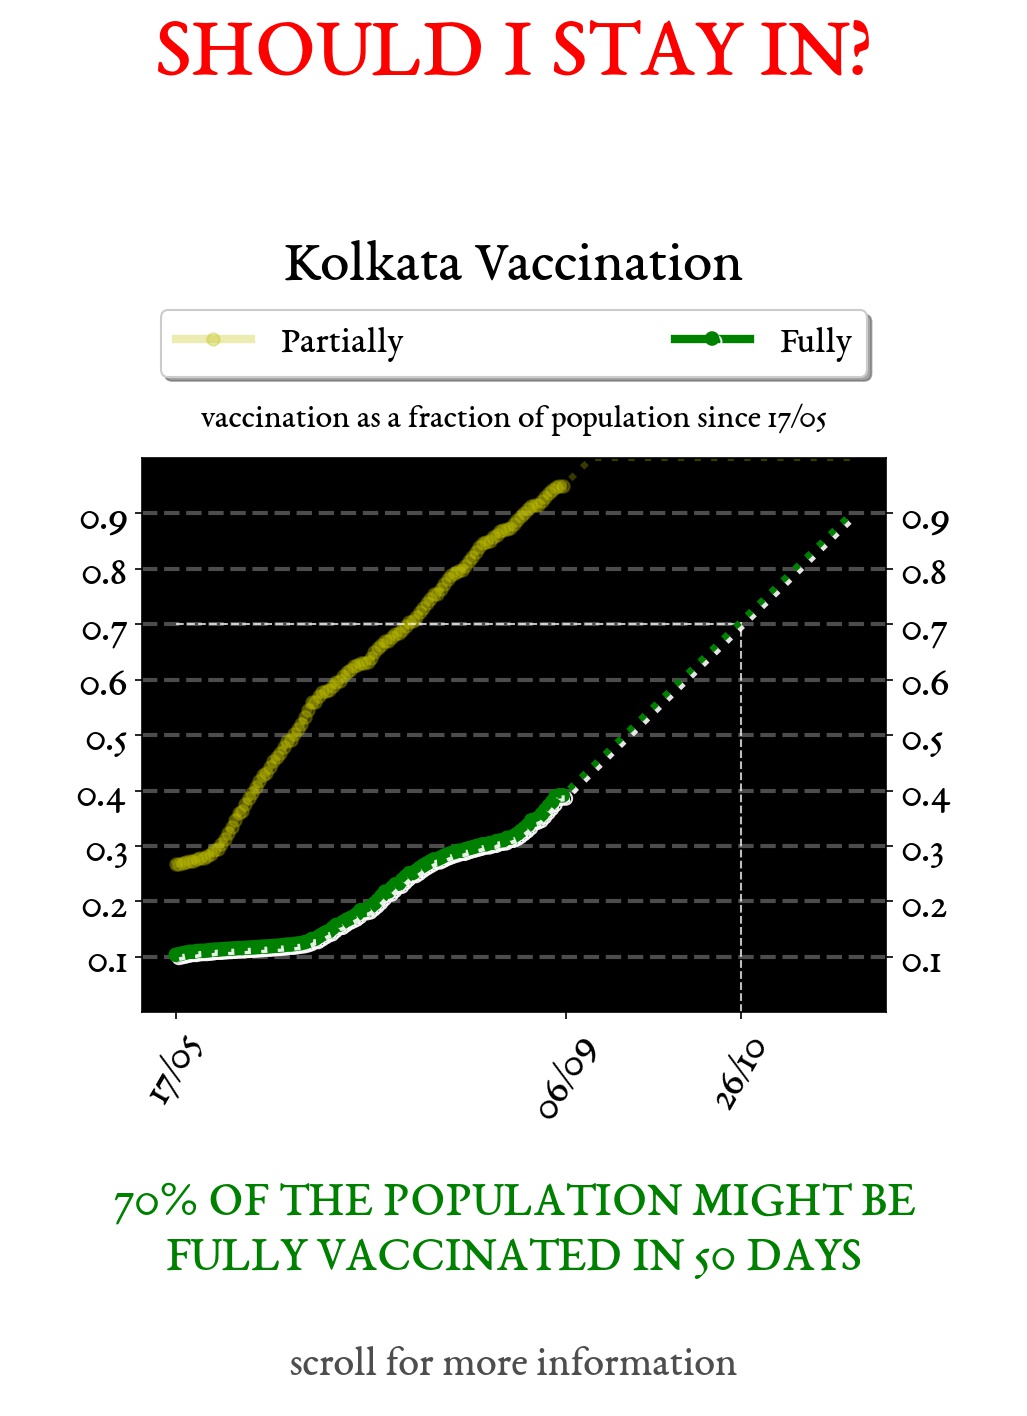 SHOULD I STAY IN?
Kolkata Vaccination
Partially Fully
vaccination as a fraction of population since 17/05
0.9 0.9
0.8 0.8
0.7 0.7
0.6 0.6
0.5 0.5
0.4 0.4
0.3 0.3
0.2 0.2
0.1 0.1
17/05 06/09 26/10
70% OF THE POPULATION MIGHT BE
FULLY VACCINATED IN 50 DAYS
scroll for more information